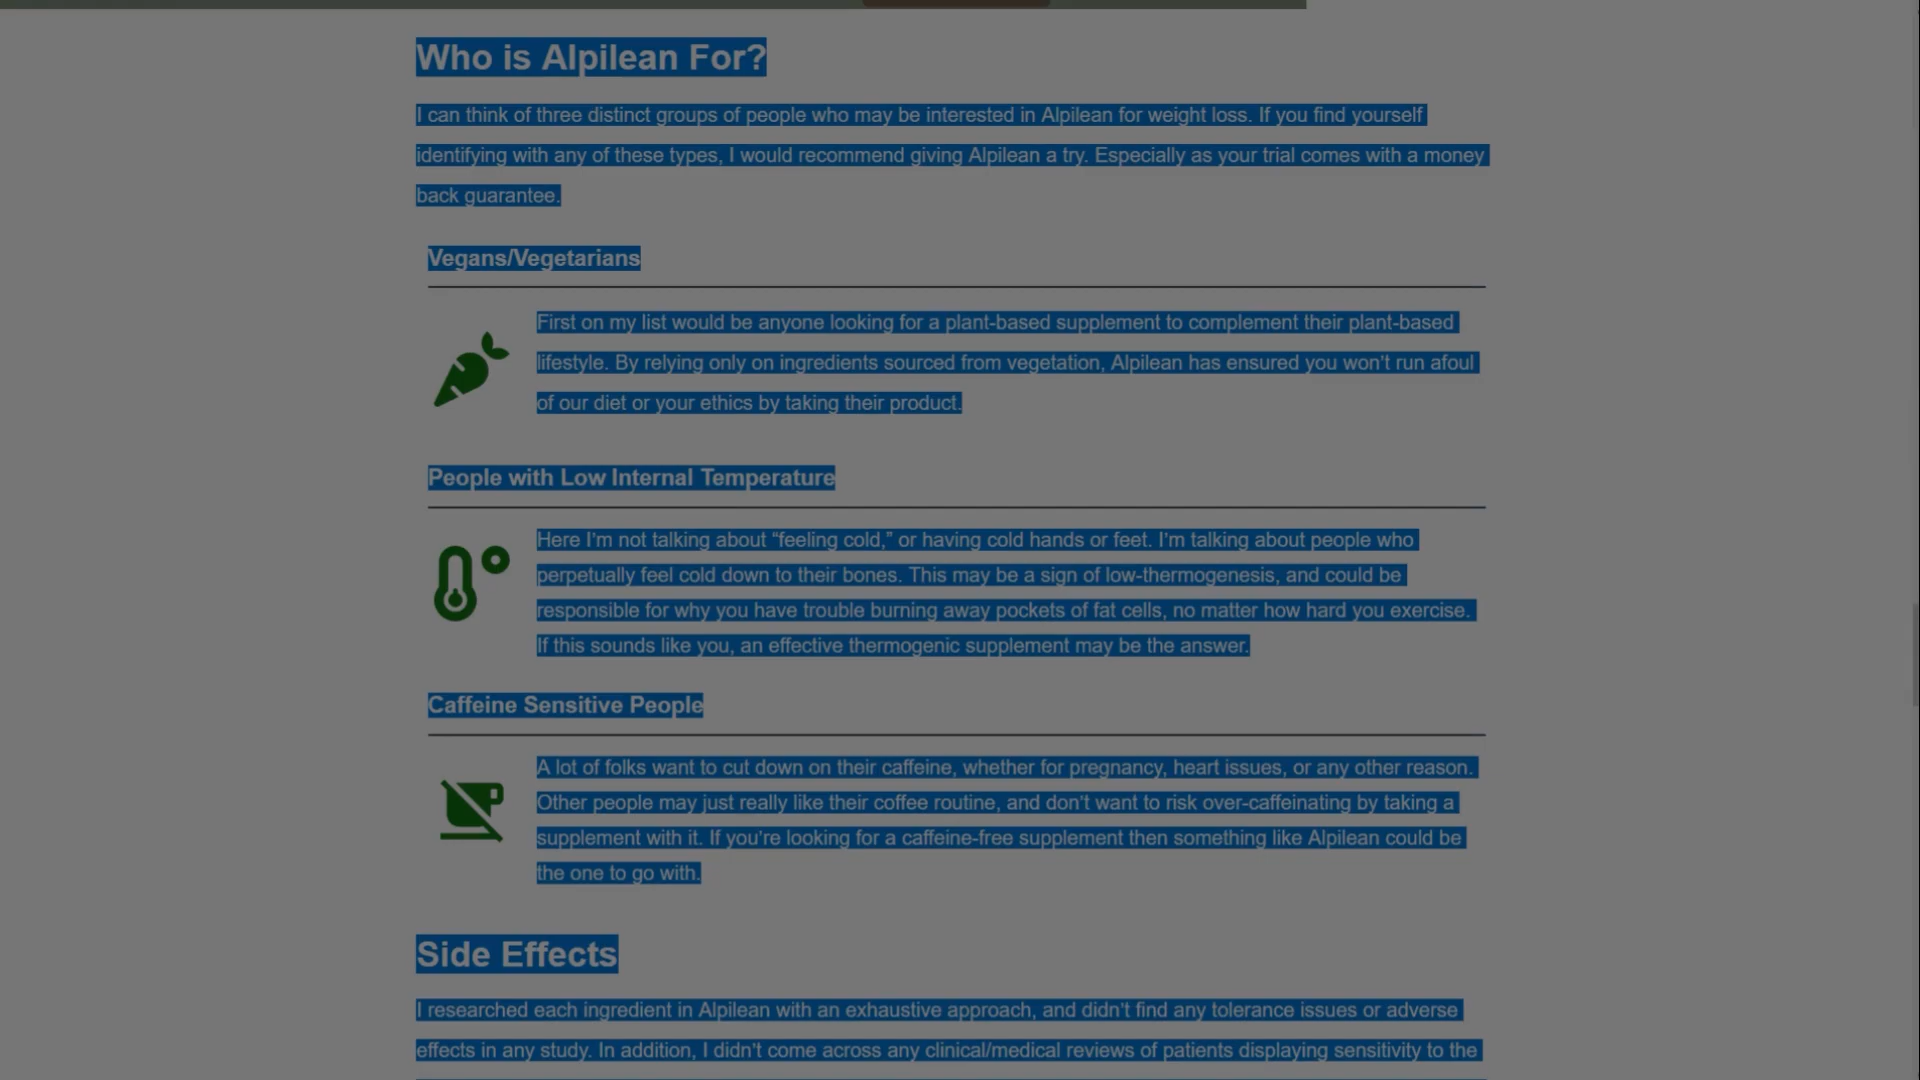 Who is Alpilean For?
I can think of three distinct groups of people who may be interested in Alpilean for weight loss. If you find yourself
identifying with any of these types, I would recommend giving Alpilean a try. Especially as your trial comes with a money
back guarantee.
Vegans/Vegetarians
First on my list would be anyone looking for a plant-based supplement to complement their plant-based
lifestyle. By relying only on ingredients sourced from vegetation, Alpilean has ensured you won't run afoul
of our diet or your ethics by taking their product.
People with Low Internal Temperature
Here I'm not talking about “feeling cold,” or having cold hands or feet. I'm talking about people who
perpetually feel cold down to their bones. This may be a sign of low-thermogenesis, and could be
responsible for why you have trouble burning away pockets of fat cells, no matter how hard you exercise.
If this sounds like you, an effective thermogenic supplement may be the answer.
Caffeine Sensitive People
A lot of folks want to cut down on their caffeine, whether for pregnancy, heart issues, or any other reason.
Other people may just really like their coffee routine, and don't want to risk over-caffeinating by taking a
supplement with it. If you're looking for a caffeine-free supplement then something like Alpilean could be
the one to go with.
Side Effects
I researched each ingredient in Alpilean with an exhaustive approach, and didn't find any tolerance issues or adverse
effects in any study. In addition, I didn't come across any clinical/medical reviews of patients displaying sensitivity to the